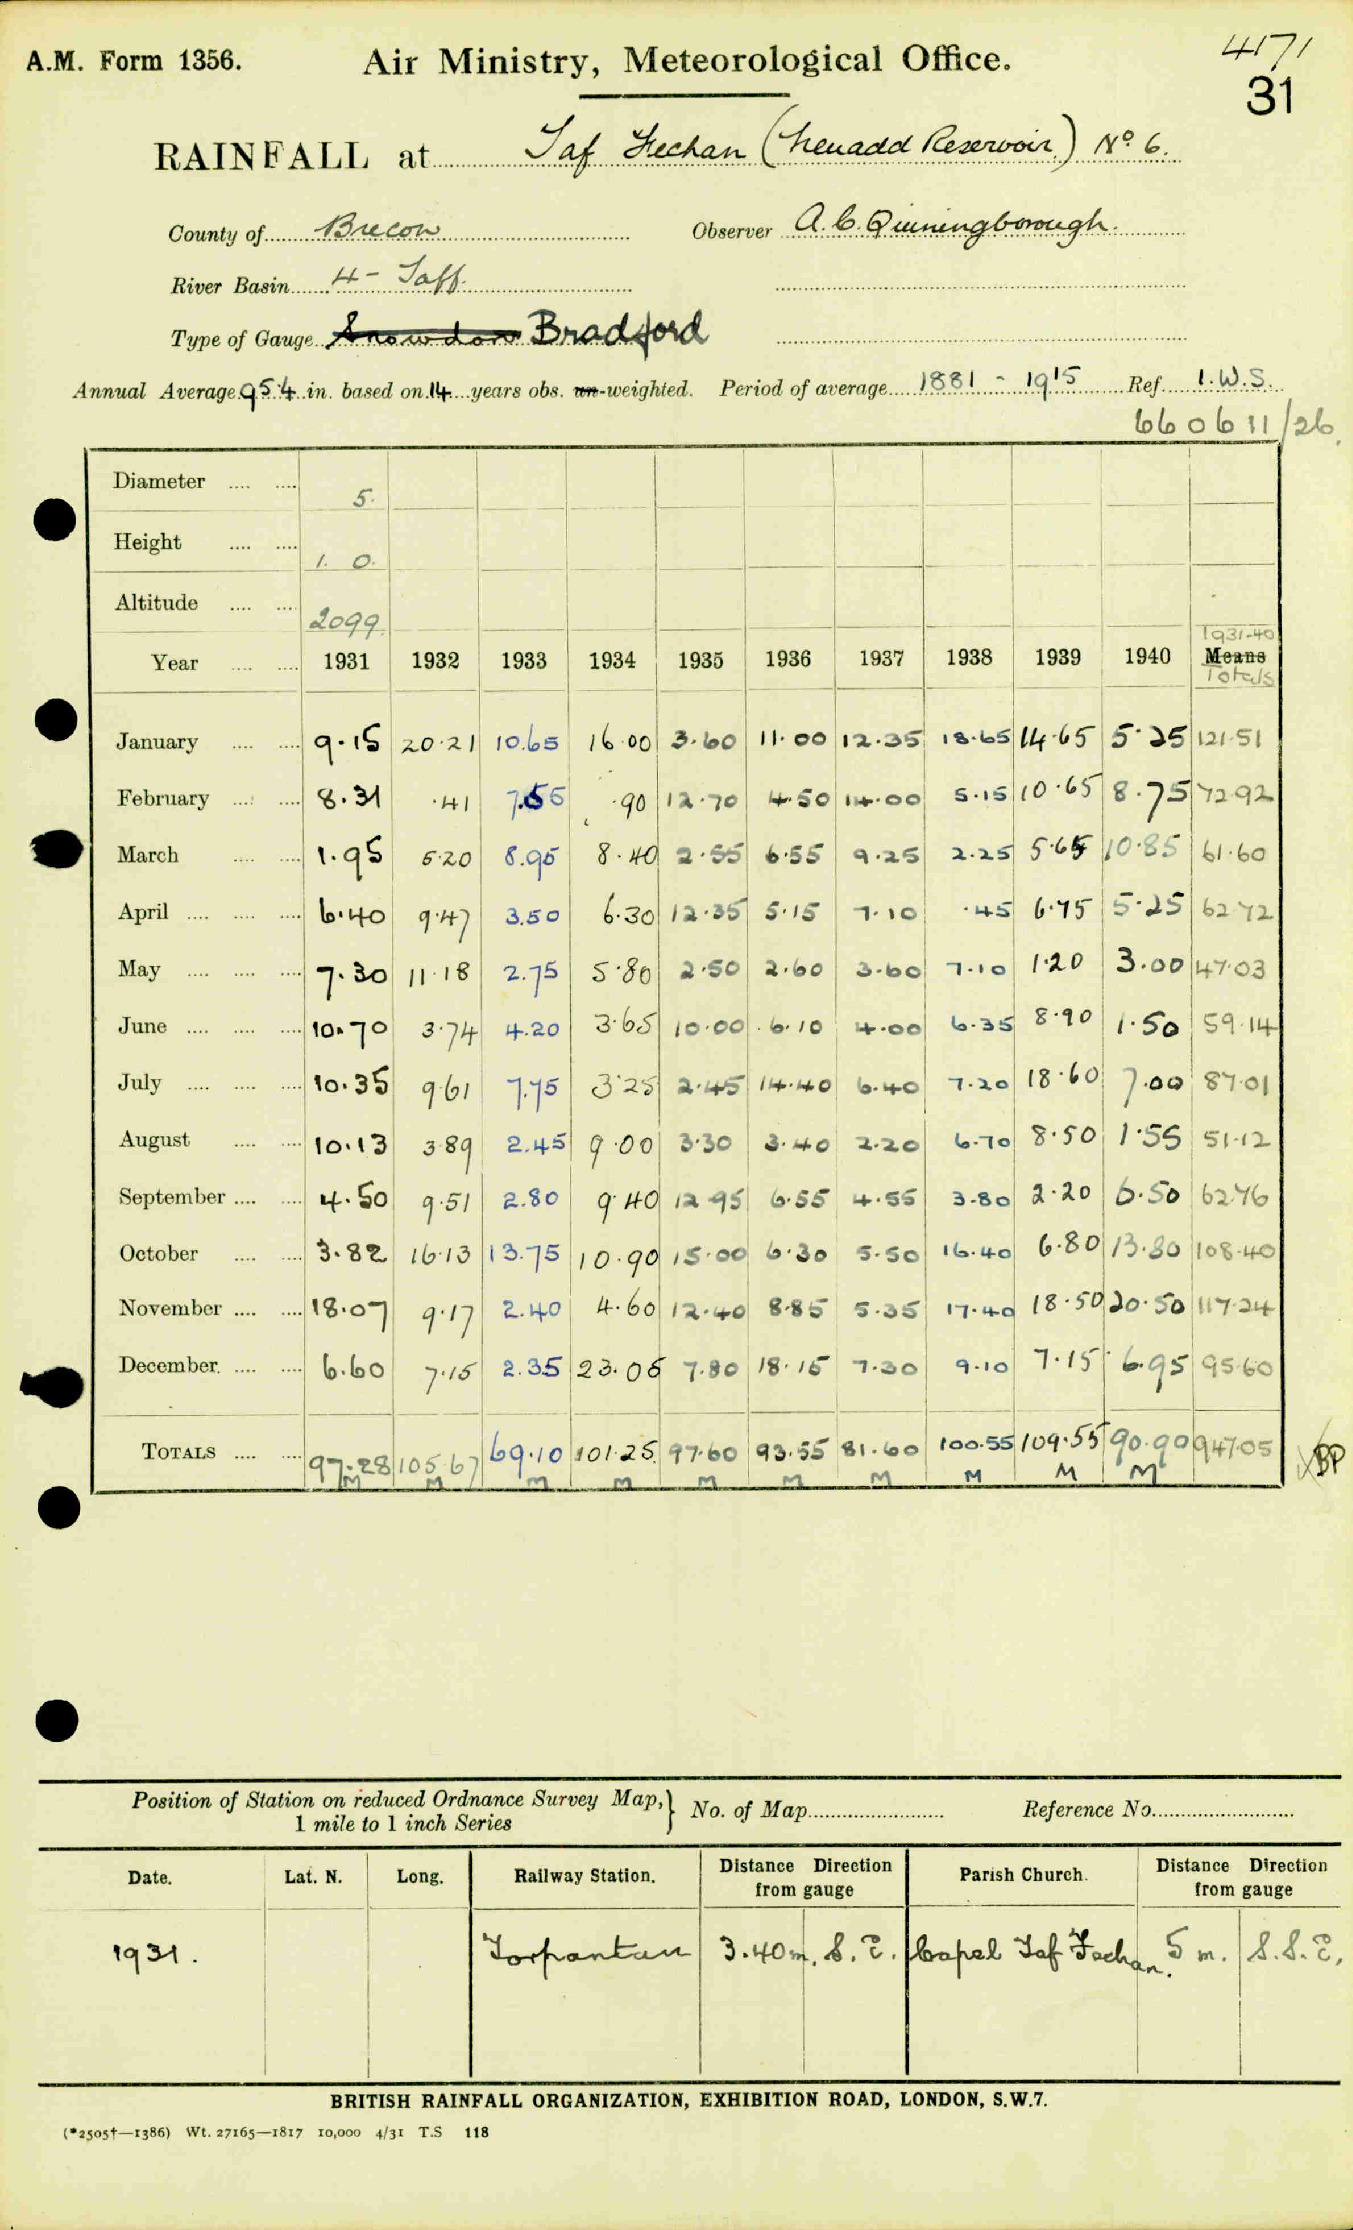 A.M. Form 1356.
Air Ministry, Meteorological Office.
4171
31
RAINFALL at Taf Fechan (Neuadd Reservoir) No 6.
County of Brecon Observer A. C.
River Basin 4 - Taff.
Type of Gauge Snowdon Bradford
Annual Average 95.4 in. based on 14 years obs. un-weighted. Period of average 1881 - 1915 Ref. I.W.S.
660611/26
Diameter 5.
Height 1. 0.
Altitude 2099
1931-40
Year 1931 1932 1933 1934 1935 1936 1937 1938 1939 1940 Means
Totals
January 9.15 20.21 10.65 16.00 3.60 11.00 12.35 18.65 14.65 5.25 121.51
February 8.31 .41 7.55 .90 12.70 4.50 14.00 5.15 10.65 8.75 72.92
March 1.95 5.20 8.95 8.40 2.55 6.55 9.25 2.25 5.65 10.85 61.60
April 6.40 9.47 3.50 6.30 12.35 5.15 7.10 .45 6.75 5.25 62.72
May 7.30 11.18 2.75 5.80 2.50 2.60 3.60 7.10 1.20 3.00 47.03
June 10.70 3.74 4.20 3.65 10.00 6.10 4.00 6.35 8.90 1.50 59.14
July 10.35 9.61 7.75 3.25 2.45 14.40 6.40 7.20 18.60 7.00 87.01
August 10.13 3.89 2.45 9.00 3.30 3.40 2.20 6.70 8.50 1.55 51.12
September 4.50 9.51 2.80 9.40 12.95 6.55 4.55 3.80 2.20 6.50 62.76
October 3.82 16.13 13.75 10.90 15.00 6.30 5.50 16.40 6.80 13.80 108.40
November 18.07 9.17 2.40 4.60 12.40 8.85 5.35 17.40 18.50 20.50 117.24
December 6.60 7.15 2.35 23.05 7.80 18.15 7.30 9.10 7.15 6.95 95.60
TOTALS 97.28 105.67 69.10 101.25 97.60 93.55 81.60 100.55 109.55 90.90 947.05 BP
M M M M M M M M M M
Position of Station on reduced Ordnance Survey Map,
1 mile to 1 inch Series
No. of Map Reference No.
Date. Lat. N. Long. Railway Station. Distance Direction from gauge Parish Church. Distance Direction from gauge
1931. Torpantau 3.40 m. S. E. Capel Taf Fechan. 5 m. S.S.E.
BRITISH RAINFALL ORGANIZATION, EXHIBITION ROAD, LONDON, S.W.7.
(*2505†—1386) Wt. 27165—1817 10,000 4/31 T.S 118